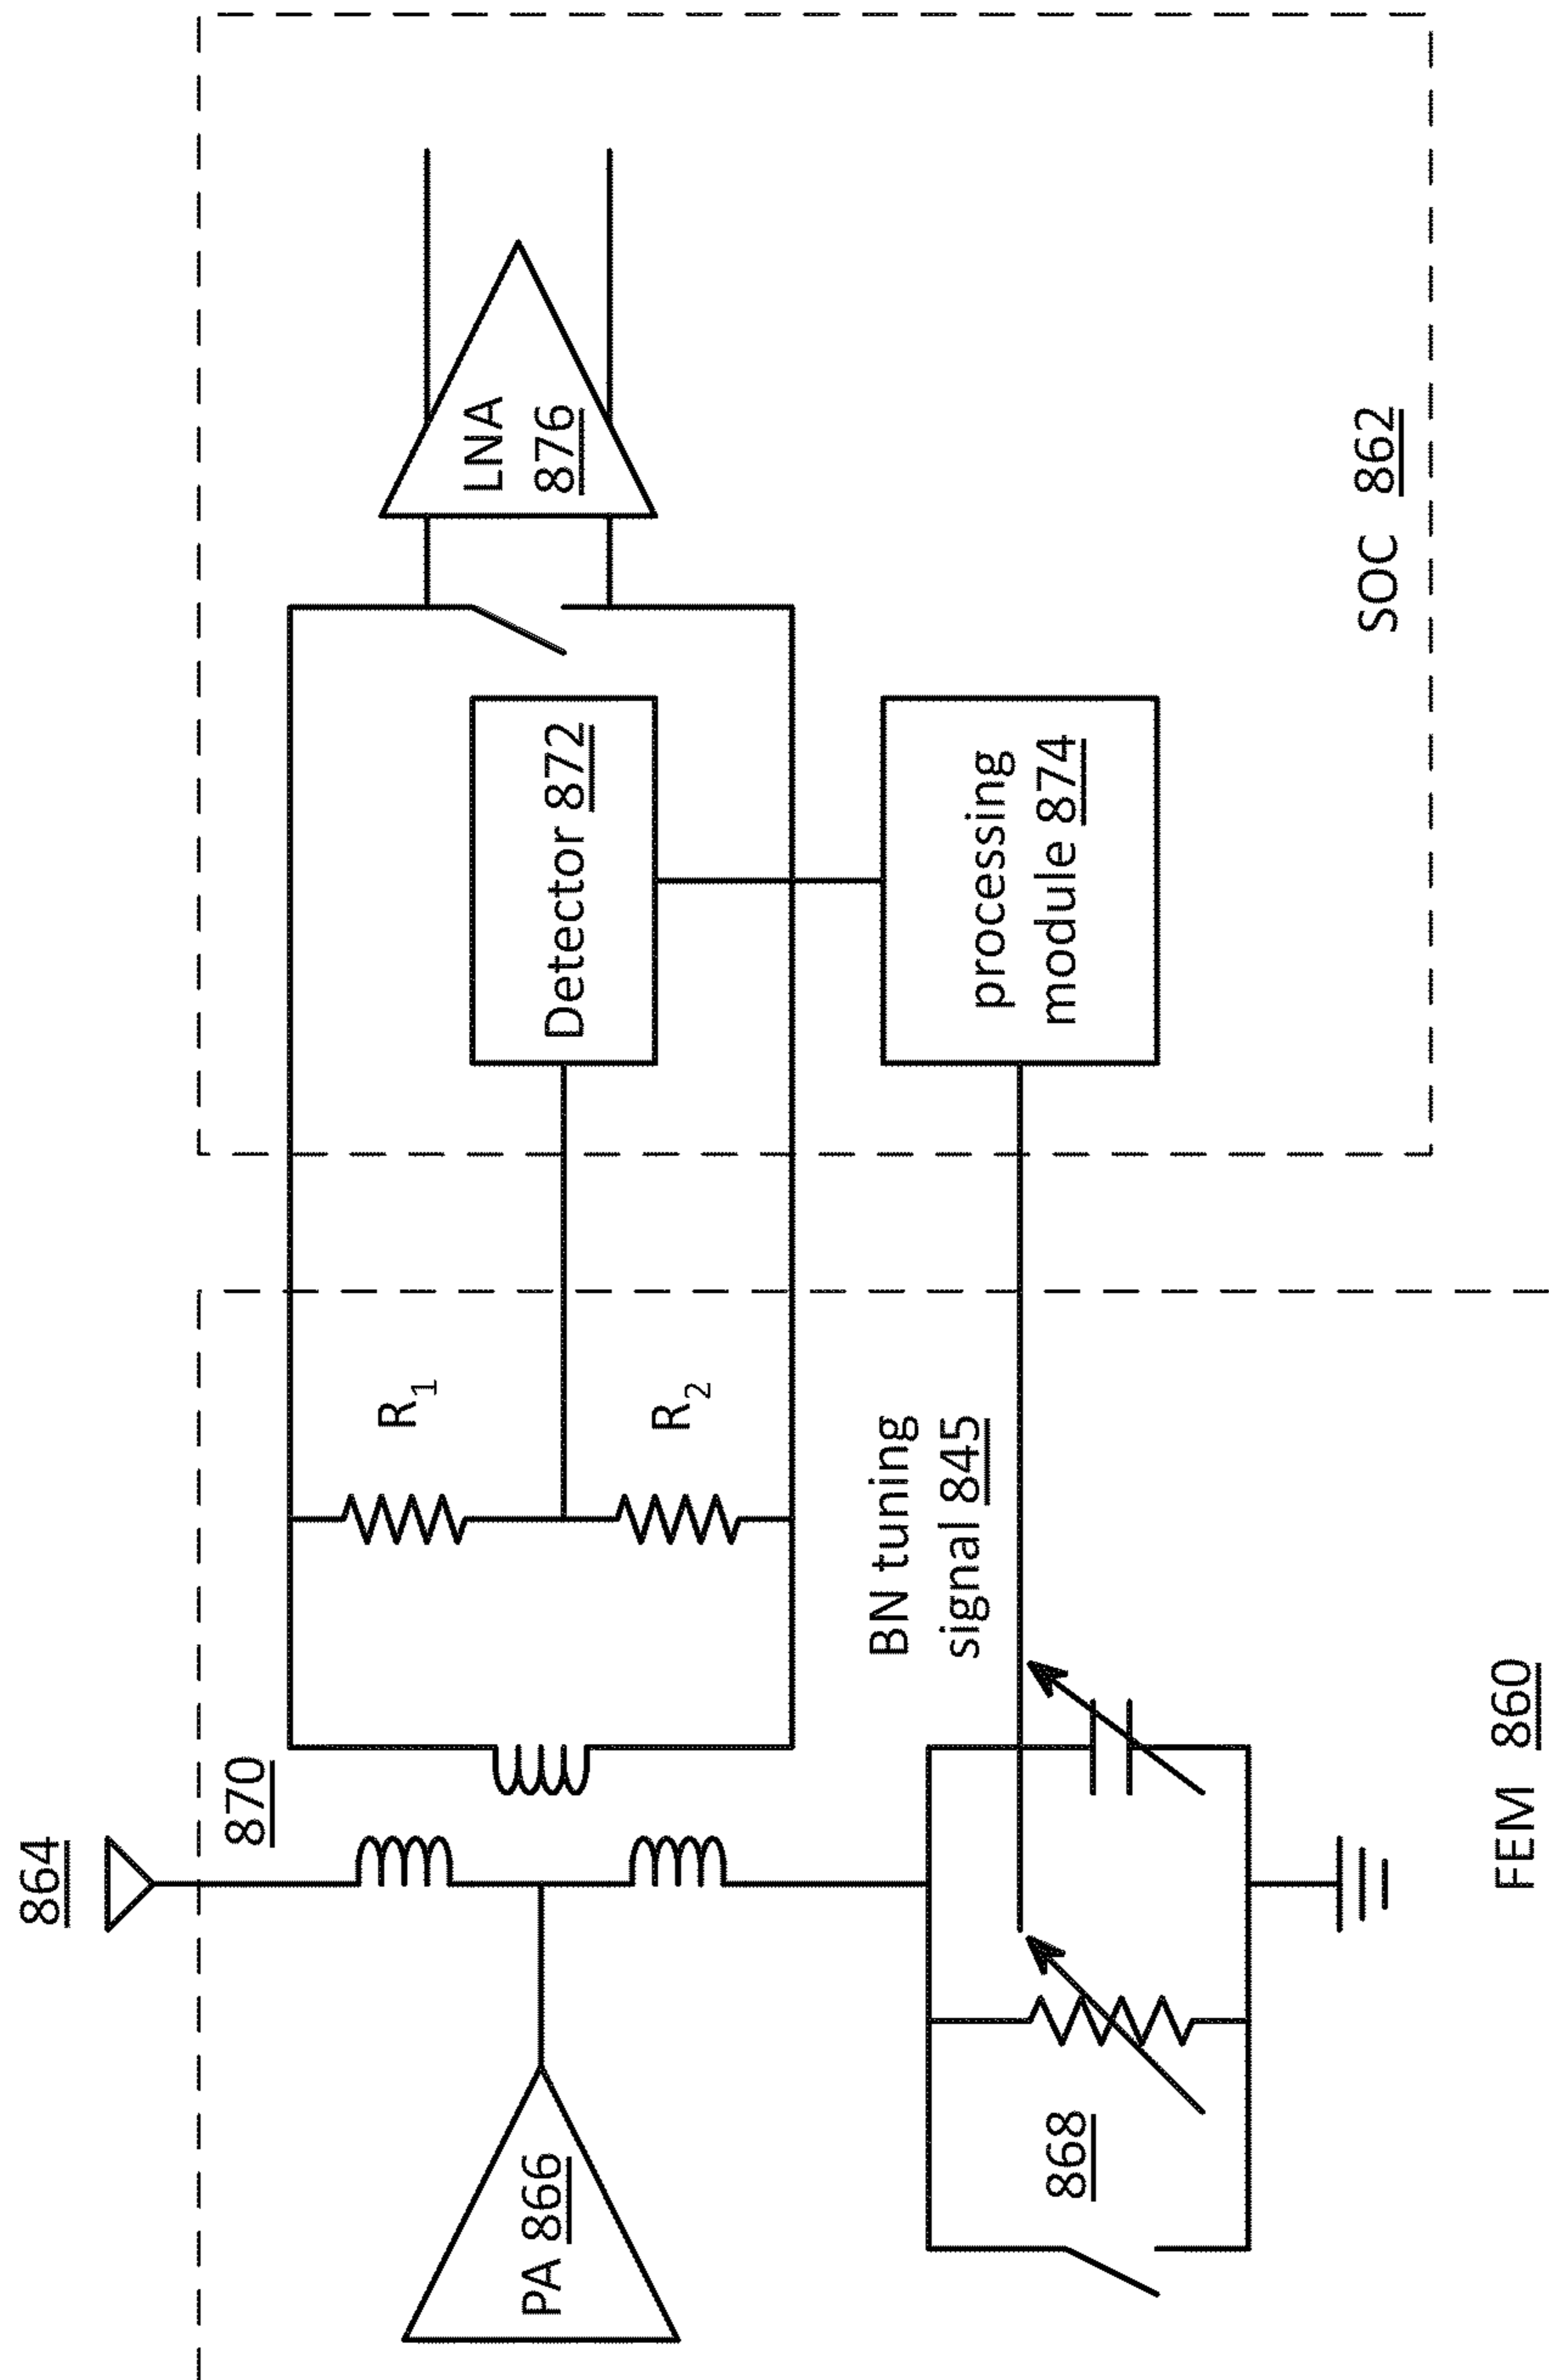 864
870
PA 866
868
R1
R2
BN tuning
signal 845
FEM 860
Detector 872
processing
module 874
LNA
876
SOC 862